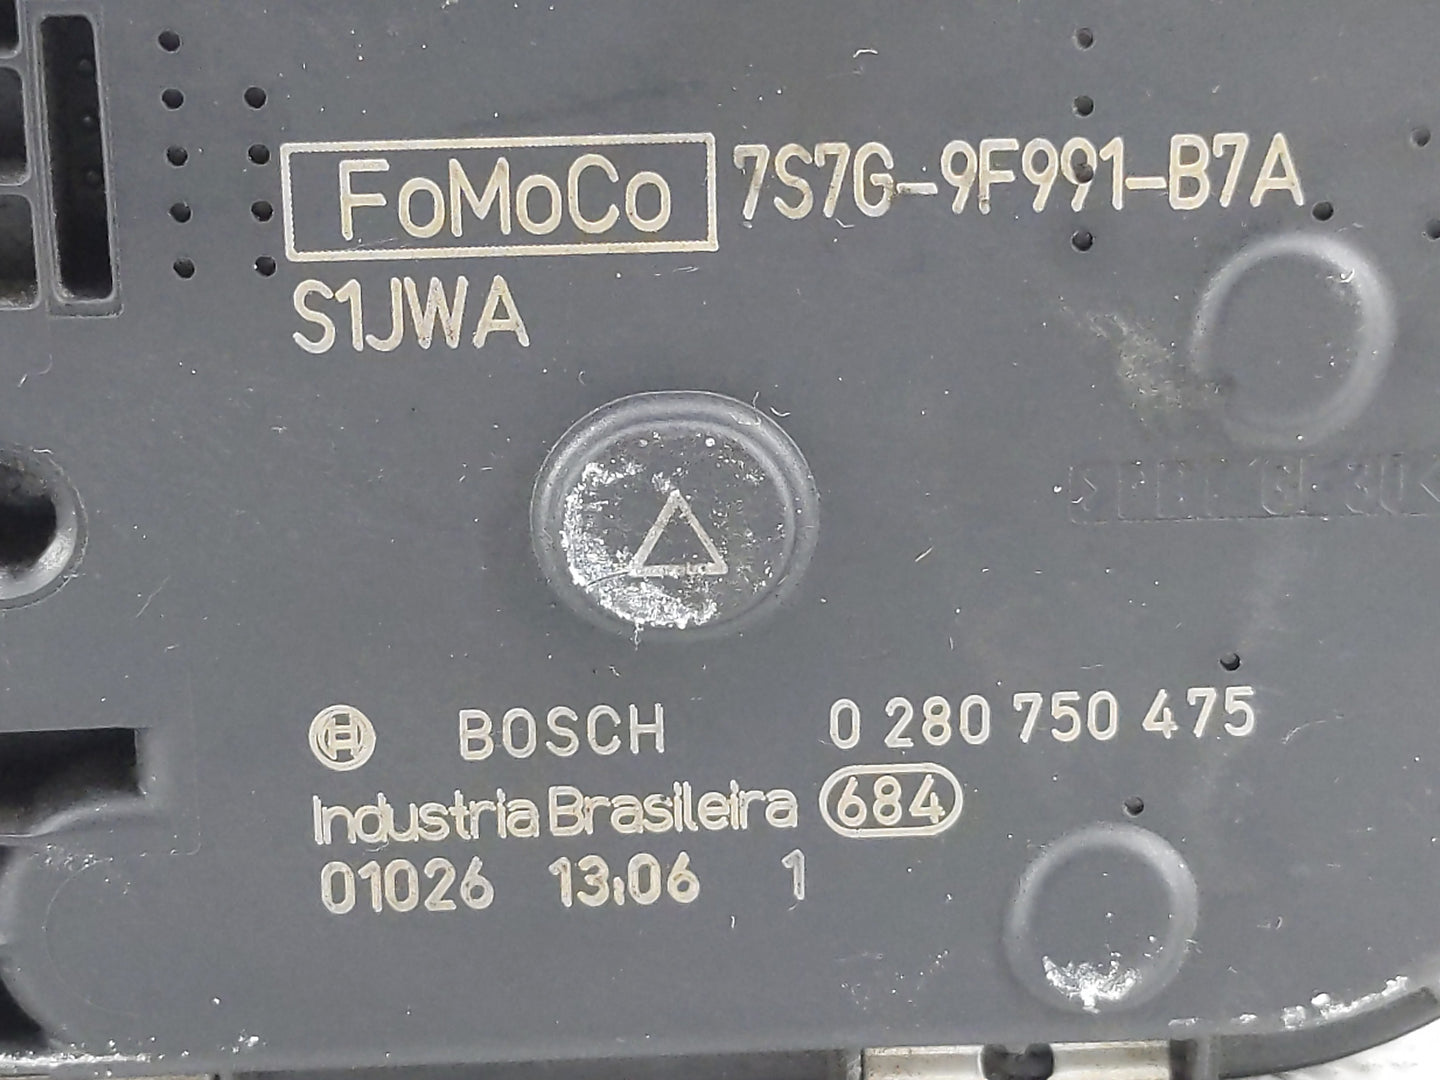 FoMoCo 7S7G-9F991-B7A
S1JWA
BOSCH 0 280 750 475
Industria Brasileira 684
01026 13:06 1